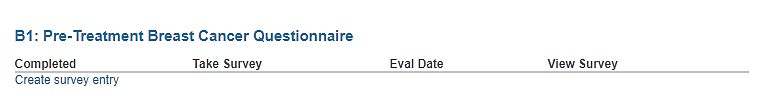 B1: Pre-Treatment Breast Cancer Questionnaire
Completed Take Survey Eval Date View Survey
Create survey entry